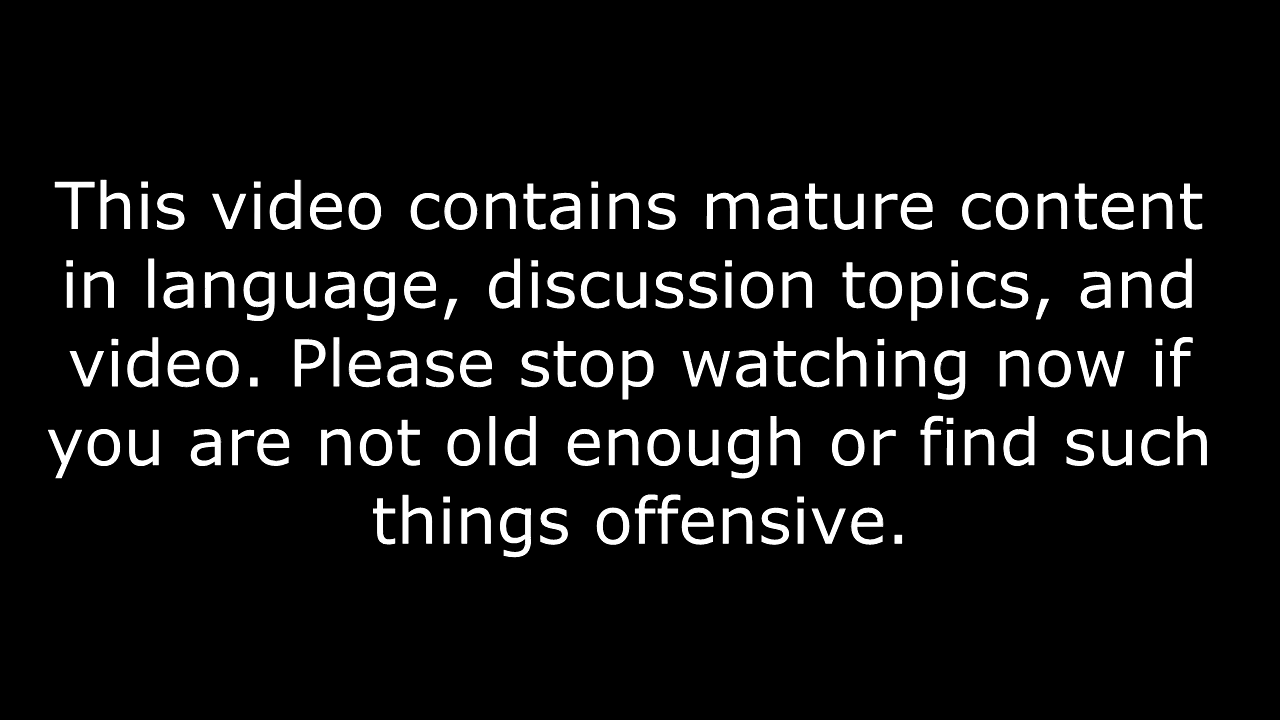 This video contains mature content
in language, discussion topics, and
video. Please stop watching now if
you are not old enough or find such
things offensive.